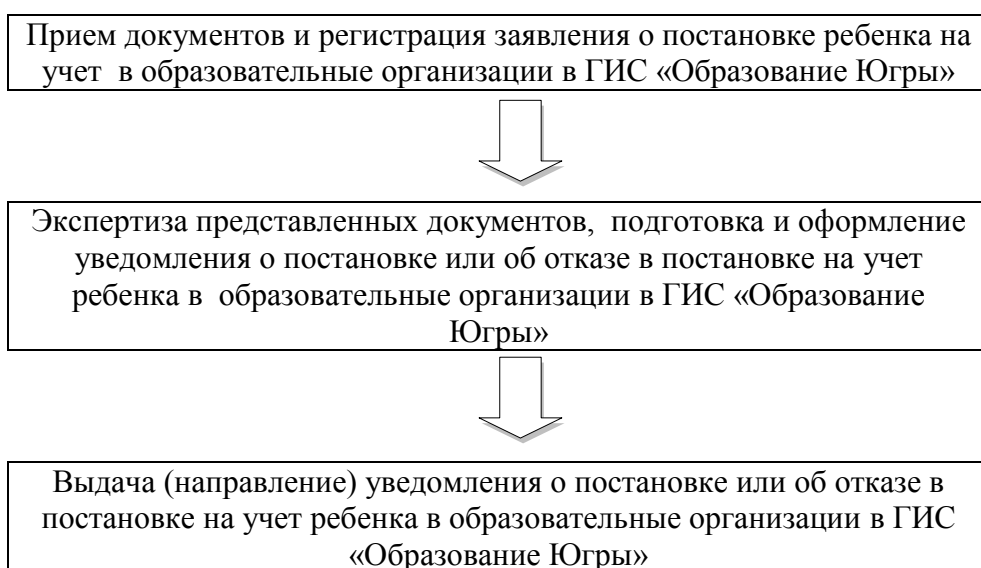 Прием документов и регистрация заявления о постановке ребенка на
учет в образовательные организации в ГИС «Образование Югры»
Экспертиза представленных документов, подготовка и оформление
уведомления о постановке или об отказе в постановке на учет
ребенка в образовательные организации в ГИС «Образование
Югры»
Выдача (направление) уведомления о постановке или об отказе в
постановке на учет ребенка в образовательные организации в ГИС
«Образование Югры»